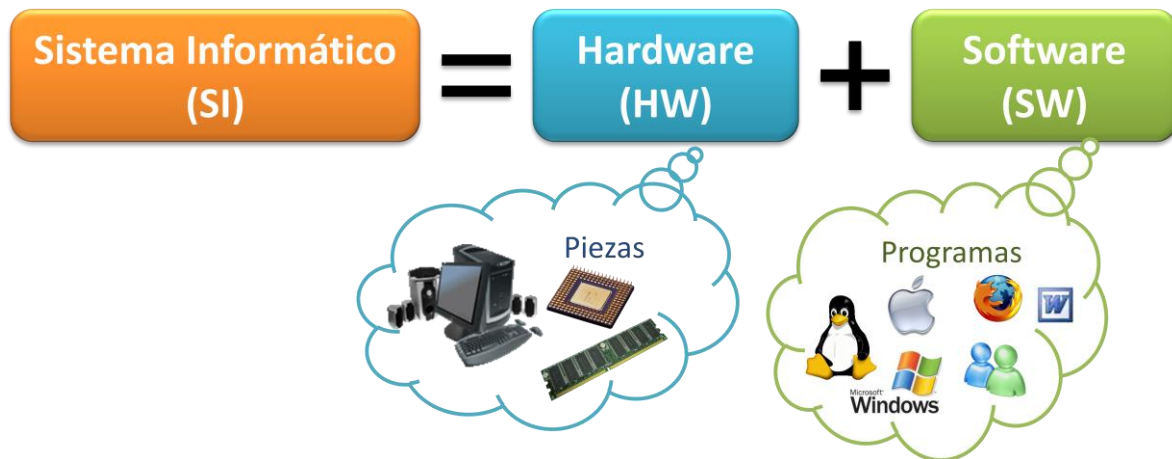 Sistema Informático
(SI)
=
Hardware
(HW)
+
Software
(SW)
Piezas
Programas
W
Microsoft
Windows